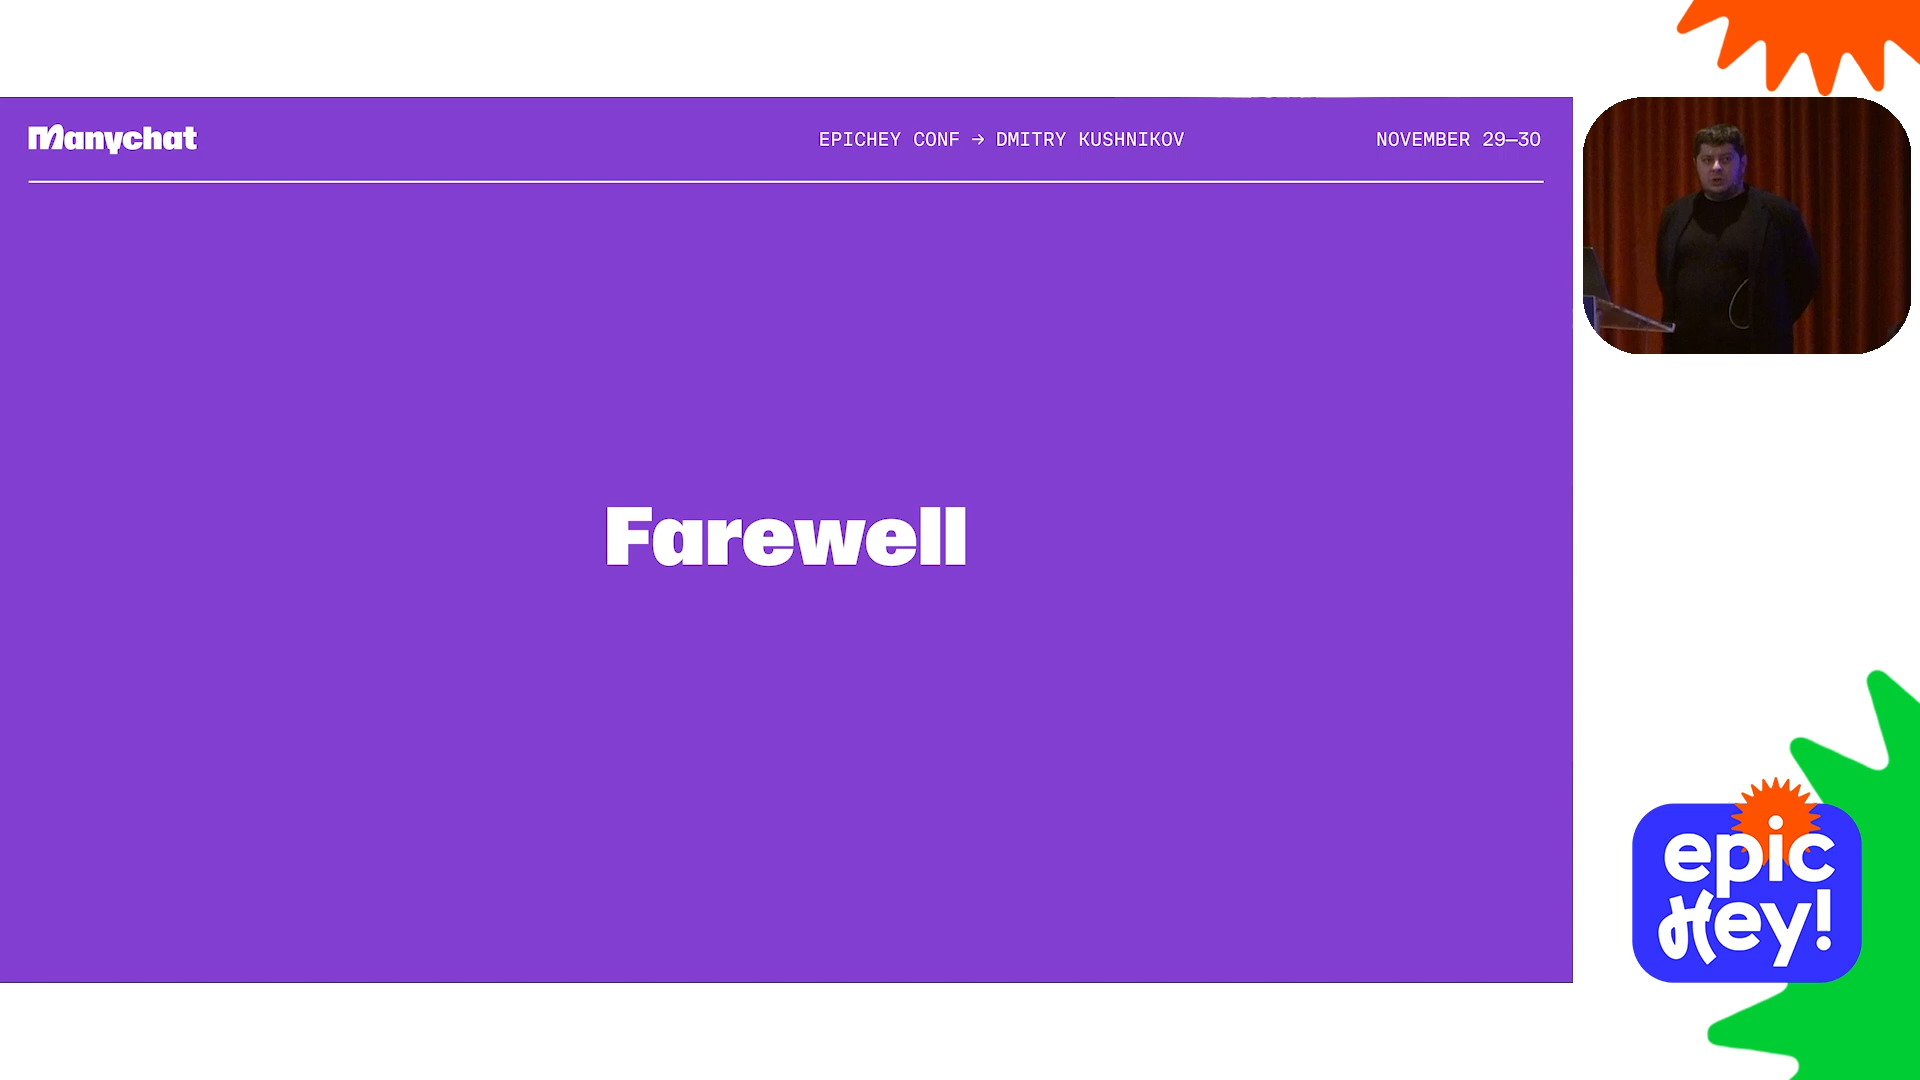 Manychat
EPICHEY CONF → DMITRY KUSHNIKOV
NOVEMBER 29—30
Farewell
epic
Hey!